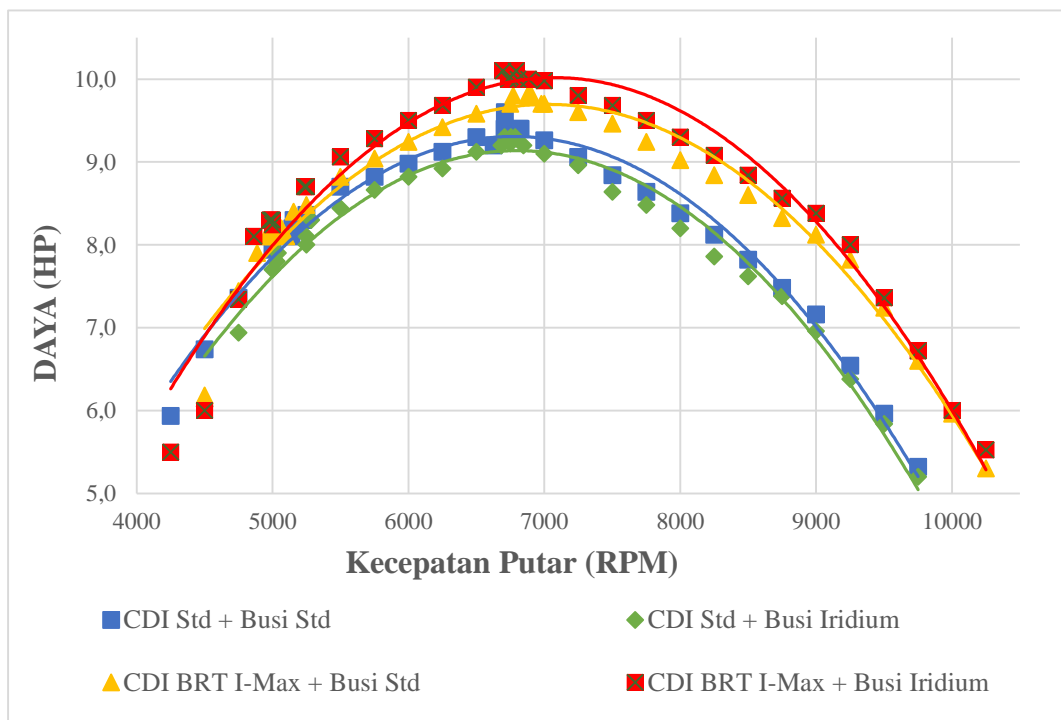 DAYA (HP)
10,0
9,0
8,0
7,0
6,0
5,0
4000 5000 6000 7000 8000 9000 10000
Kecepatan Putar (RPM)
CDI Std + Busi Std
CDI Std + Busi Iridium
CDI BRT I-Max + Busi Std
CDI BRT I-Max + Busi Iridium